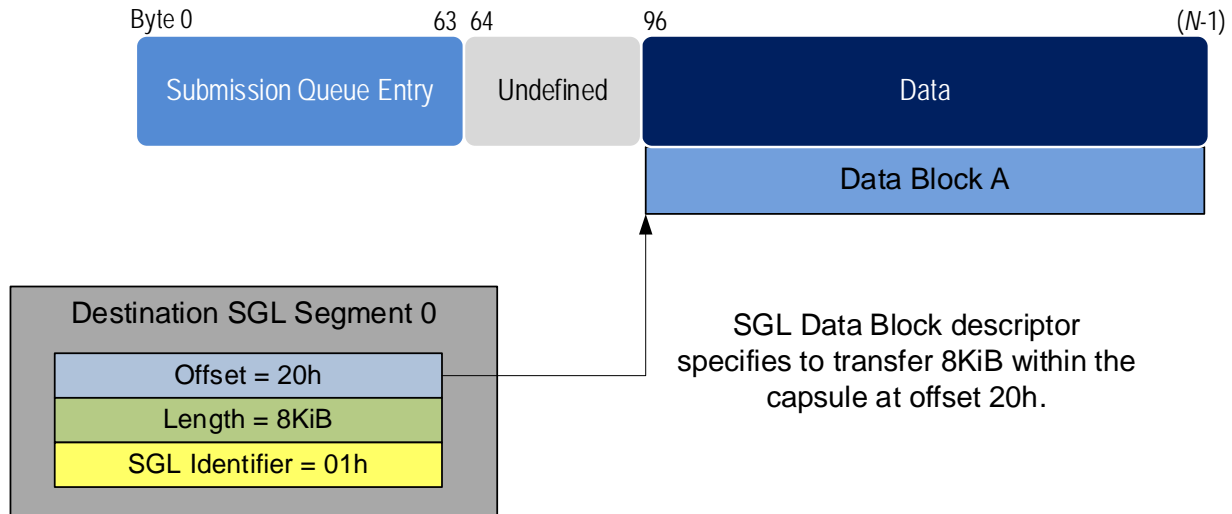 Byte 0 63 64 96 (N-1)
Submission Queue Entry Undefined Data
Data Block A
Destination SGL Segment 0
Offset = 20h
Length = 8KiB
SGL Identifier = 01h
SGL Data Block descriptor
specifies to transfer 8KiB within the
capsule at offset 20h.